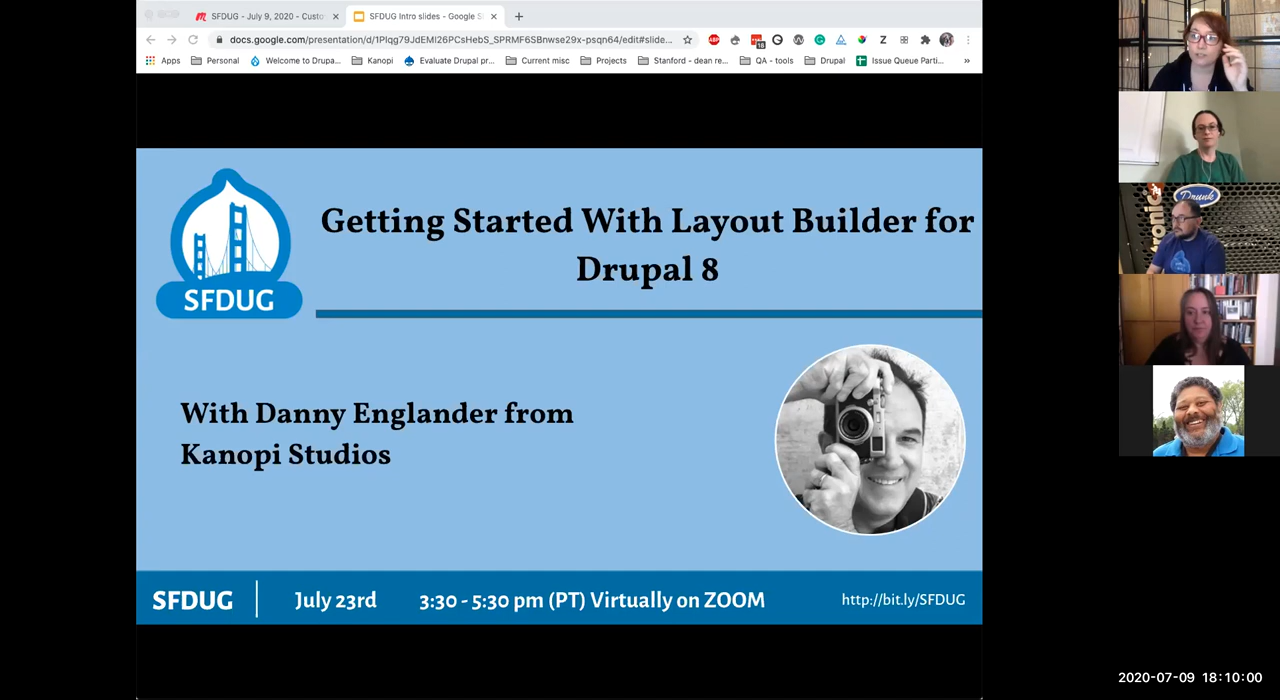 SFDUG - July 9, 2020 - Custo
SFDUG Intro slides - Google S
docs.google.com/presentation/d/1Plqg79JdEMl26PCsHebS_SPRMF6SBnwse29x-psqn64/edit#slide...
Apps
Personal
Welcome to Drupa...
Kanopi
Evaluate Drupal pr...
Current misc
Projects
Stanford - dean re...
QA - tools
Drupal
Issue Queue Parti...
»
Getting Started With Layout Builder for
Drupal 8
SFDUG
With Danny Englander from
Kanopi Studios
SFDUG
July 23rd
3:30 - 5:30 pm (PT) Virtually on ZOOM
http://bit.ly/SFDUG
Drunk
2020-07-09 18:10:00